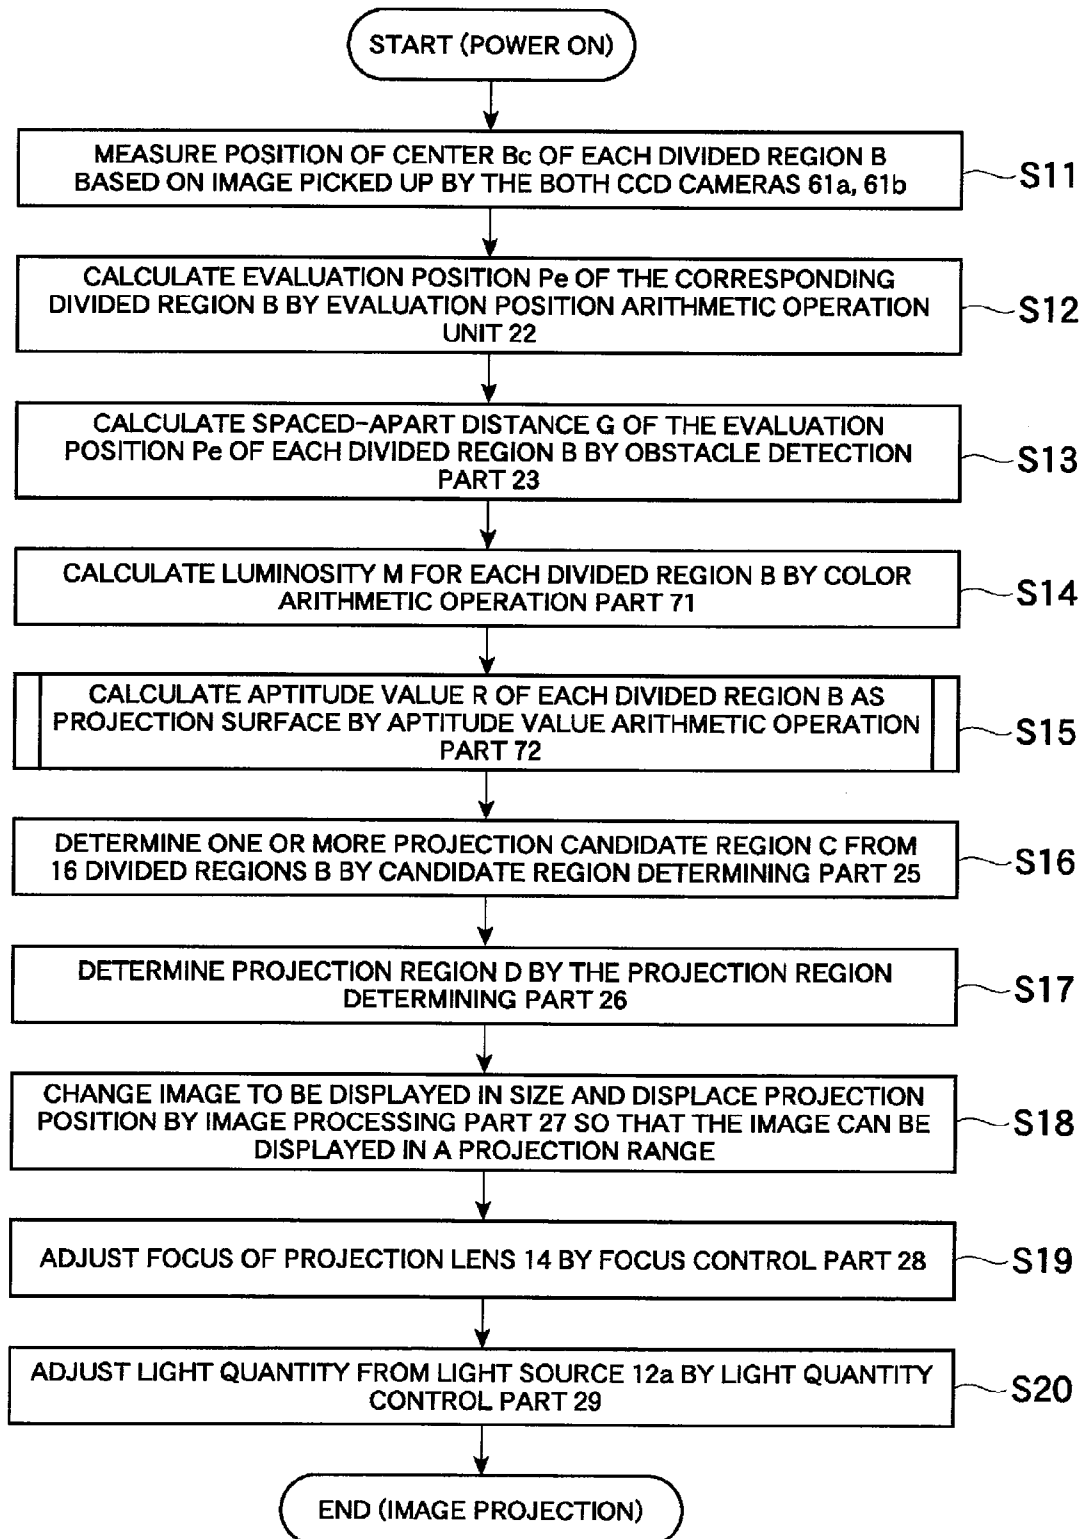 START (POWER ON)
MEASURE POSITION OF CENTER Bc OF EACH DIVIDED REGION B
BASED ON IMAGE PICKED UP BY THE BOTH CCD CAMERAS 61a, 61b
S11
CALCULATE EVALUATION POSITION Pe OF THE CORRESPONDING
DIVIDED REGION B BY EVALUATION POSITION ARITHMETIC OPERATION
UNIT 22
S12
CALCULATE SPACED-APART DISTANCE G OF THE EVALUATION
POSITION Pe OF EACH DIVIDED REGION B BY OBSTACLE DETECTION
PART 23
S13
CALCULATE LUMINOSITY M FOR EACH DIVIDED REGION B BY COLOR
ARITHMETIC OPERATION PART 71
S14
CALCULATE APTITUDE VALUE R OF EACH DIVIDED REGION B AS
PROJECTION SURFACE BY APTITUDE VALUE ARITHMETIC OPERATION
PART 72
S15
DETERMINE ONE OR MORE PROJECTION CANDIDATE REGION C FROM
16 DIVIDED REGIONS B BY CANDIDATE REGION DETERMINING PART 25
S16
DETERMINE PROJECTION REGION D BY THE PROJECTION REGION
DETERMINING PART 26
S17
CHANGE IMAGE TO BE DISPLAYED IN SIZE AND DISPLACE PROJECTION
POSITION BY IMAGE PROCESSING PART 27 SO THAT THE IMAGE CAN BE
DISPLAYED IN A PROJECTION RANGE
S18
ADJUST FOCUS OF PROJECTION LENS 14 BY FOCUS CONTROL PART 28
S19
ADJUST LIGHT QUANTITY FROM LIGHT SOURCE 12a BY LIGHT QUANTITY
CONTROL PART 29
S20
END (IMAGE PROJECTION)